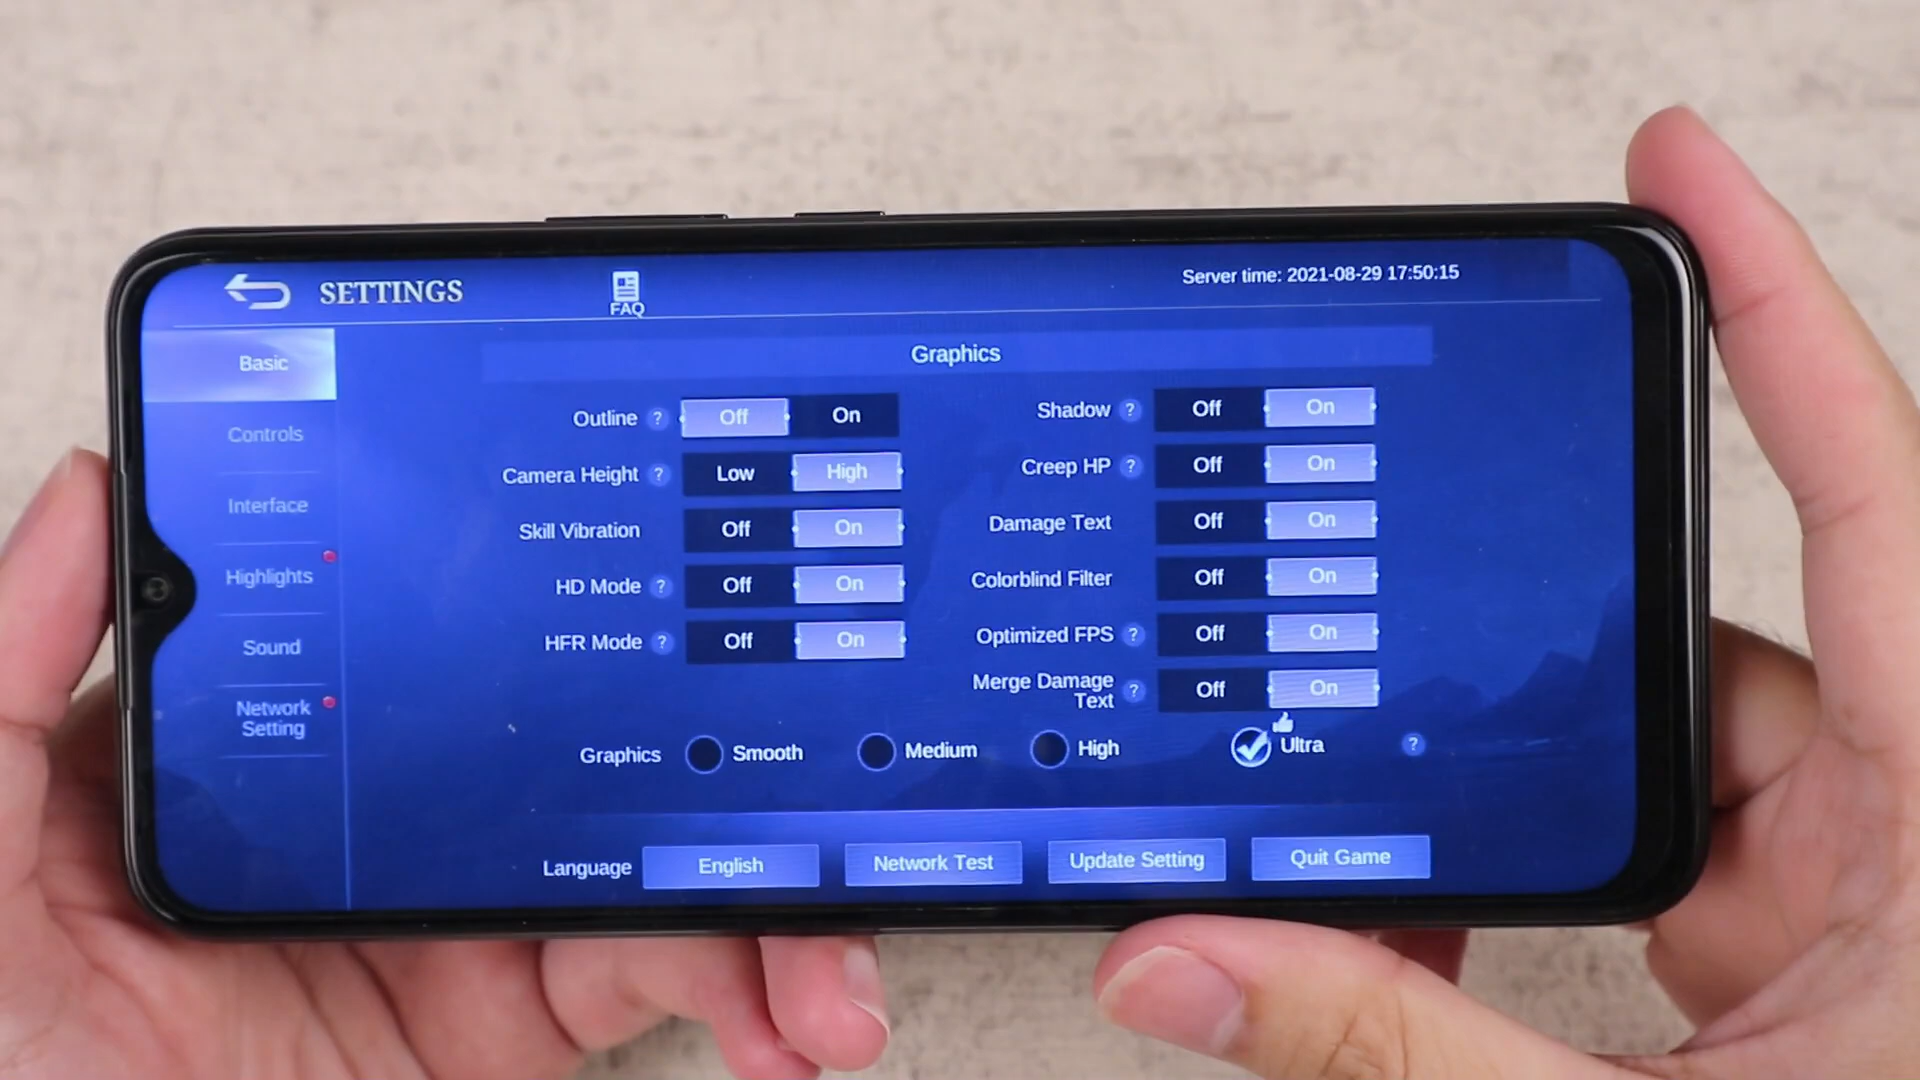 SETTINGS
FAQ
Server time: 2021-08-29 17:50:15
Basic
Controls
Interface
Highlights
Sound
Network
Setting
Graphics
Outline ? Off On
Shadow ? Off On
Camera Height ? Low High
Creep HP ? Off On
Skill Vibration Off On
Damage Text Off On
HD Mode ? Off On
Colorblind Filter Off On
HFR Mode ? Off On
Optimized FPS ? Off On
Merge Damage
Text ? Off On
Graphics Smooth Medium High Ultra ?
Language English Network Test Update Setting Quit Game